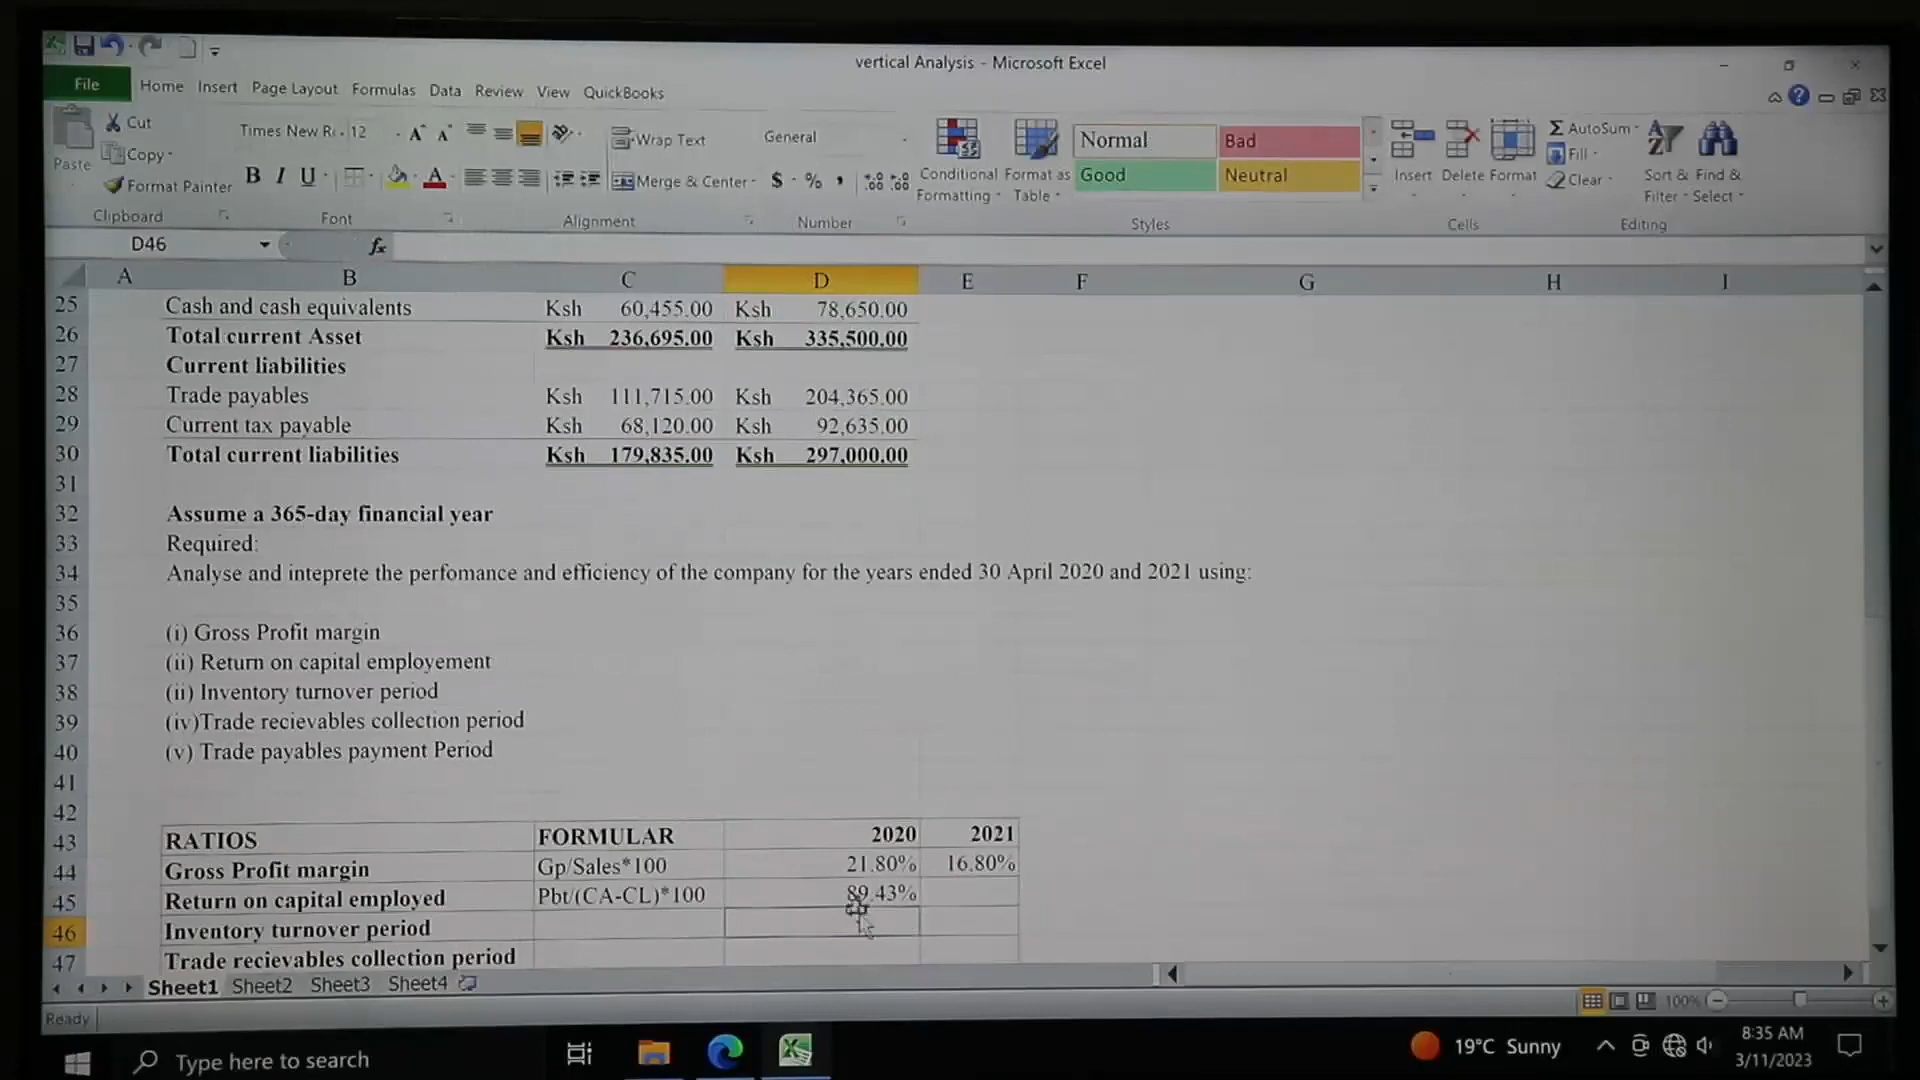 vertical Analysis - Microsoft Excel
File Home Insert Page Layout Formulas Data Review View QuickBooks
Paste
Cut
Copy
Format Painter
Clipboard
Times New R 12
B I U
Font
Wrap Text
Merge & Center
Alignment
General
$ % ,
Number
Conditional Formatting
Format as Table
Normal Bad
Good Neutral
Styles
Insert Delete Format
Cells
Σ AutoSum
Fill
Clear
Sort & Filter
Find & Select
Editing
D46 fx
A B C D E F G H I
25 Cash and cash equivalents Ksh 60,455.00 Ksh 78,650.00
26 Total current Asset Ksh 236,695.00 Ksh 335,500.00
27 Current liabilities
28 Trade payables Ksh 111,715.00 Ksh 204,365.00
29 Current tax payable Ksh 68,120.00 Ksh 92,635.00
30 Total current liabilities Ksh 179,835.00 Ksh 297,000.00
31
32 Assume a 365-day financial year
33 Required:
34 Analyse and inteprete the perfomance and efficiency of the company for the years ended 30 April 2020 and 2021 using:
35
36 (i) Gross Profit margin
37 (ii) Return on capital employement
38 (ii) Inventory turnover period
39 (iv)Trade recievables collection period
40 (v) Trade payables payment Period
41
42
43 RATIOS FORMULAR 2020 2021
44 Gross Profit margin Gp/Sales*100 21.80% 16.80%
45 Return on capital employed Pbt/(CA-CL)*100 89.43%
46 Inventory turnover period
47 Trade recievables collection period
Sheet1 Sheet2 Sheet3 Sheet4
Ready 100%
Type here to search 19°C Sunny 8:35 AM
3/11/2023